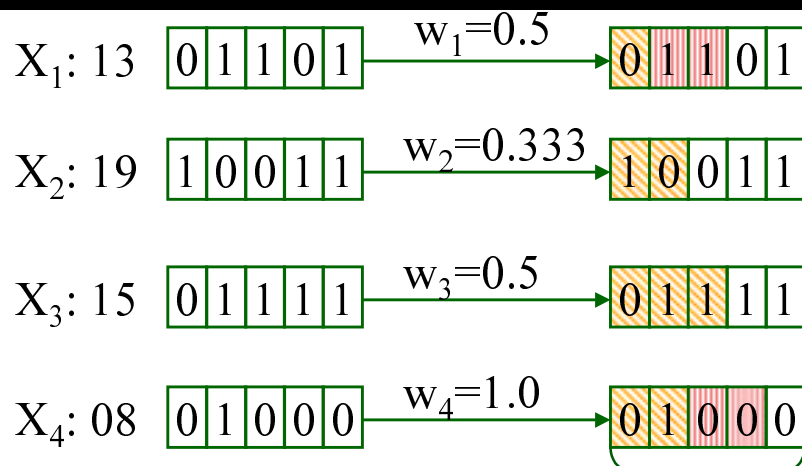 X₁: 13 0 1 1 0 1 w₁=0.5 0 1 1 0 1
X₂: 19 1 0 0 1 1 w₂=0.333 1 0 0 1 1
X₃: 15 0 1 1 1 1 w₃=0.5 0 1 1 1 1
X₄: 08 0 1 0 0 0 w₄=1.0 0 1 0 0 0